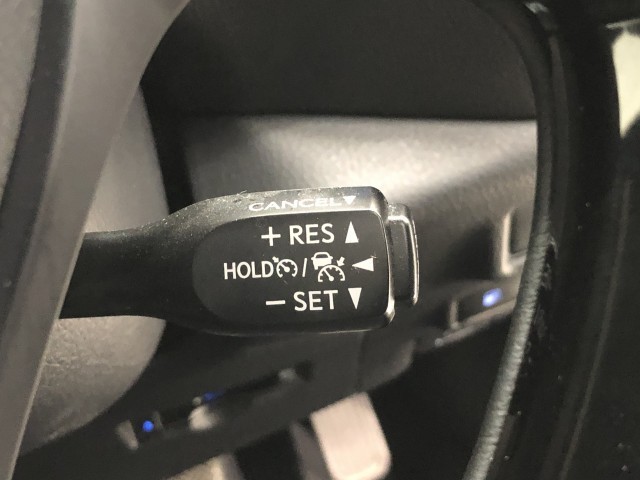 CANCEL▼
+ RES ▲
HOLD / ◀
− SET ▼